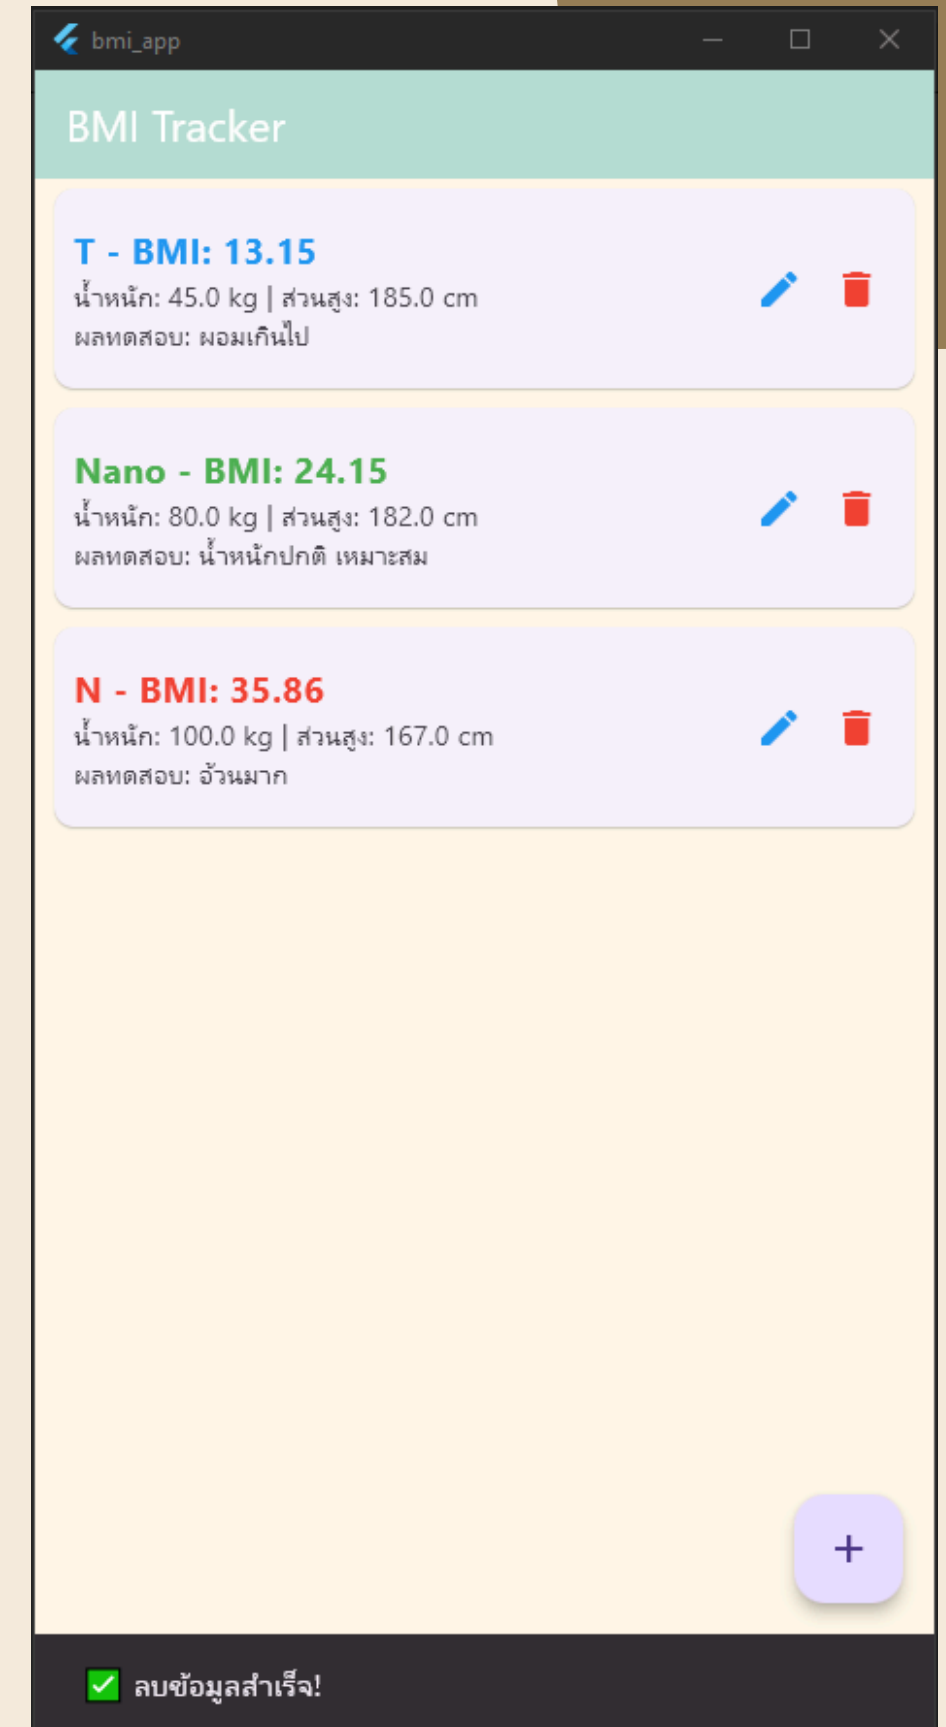 bmi_app
BMI Tracker
T - BMI: 13.15
น้ำหนัก: 45.0 kg | ส่วนสูง: 185.0 cm
ผลทดสอบ: ผอมเกินไป
Nano - BMI: 24.15
น้ำหนัก: 80.0 kg | ส่วนสูง: 182.0 cm
ผลทดสอบ: น้ำหนักปกติ เหมาะสม
N - BMI: 35.86
น้ำหนัก: 100.0 kg | ส่วนสูง: 167.0 cm
ผลทดสอบ: อ้วนมาก
ลบข้อมูลสำเร็จ!